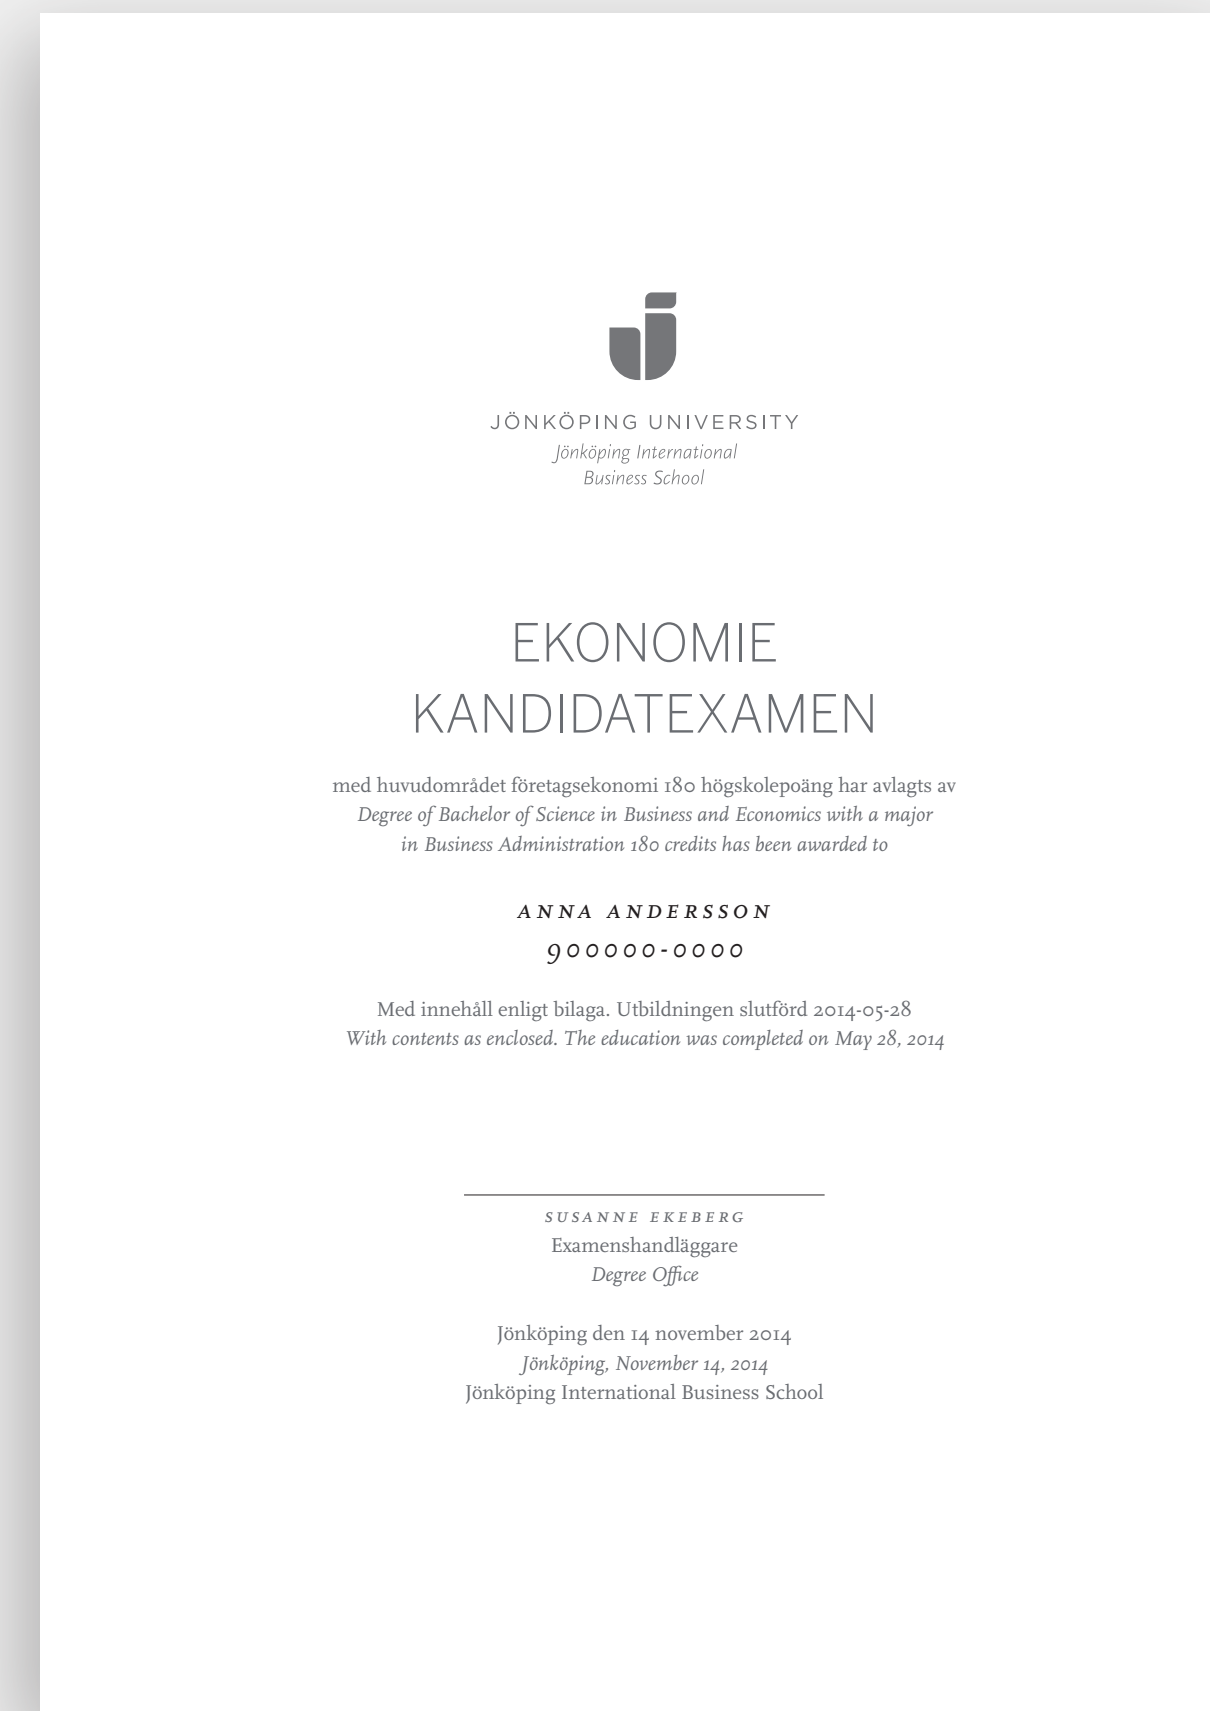 JÖNKÖPING UNIVERSITY
Jönköping International
Business School
EKONOMIE
KANDIDATEXAMEN
med huvudområdet företagsekonomi 180 högskolepoäng har avlagts av
Degree of Bachelor of Science in Business and Economics with a major
in Business Administration 180 credits has been awarded to
ANNA ANDERSSON
900000-0000
Med innehåll enligt bilaga. Utbildningen slutförd 2014-05-28
With contents as enclosed. The education was completed on May 28, 2014
SUSANNE EKEBERG
Examenshandläggare
Degree Office
Jönköping den 14 november 2014
Jönköping, November 14, 2014
Jönköping International Business School